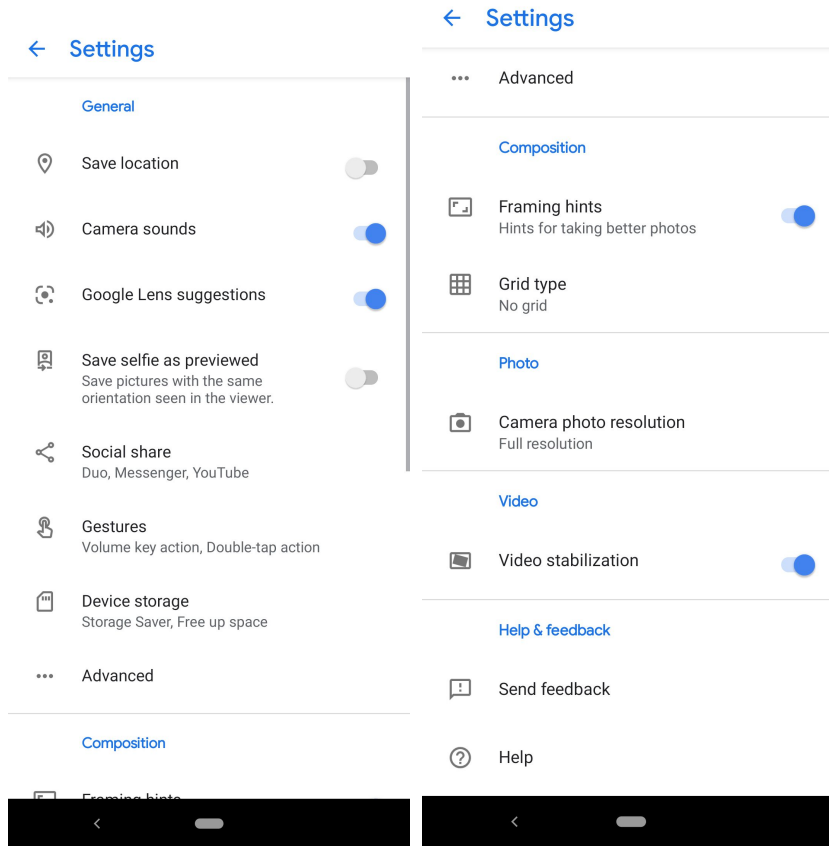 Settings
General
Save location
Camera sounds
Google Lens suggestions
Save selfie as previewed
Save pictures with the same
orientation seen in the viewer.
Social share
Duo, Messenger, YouTube
Gestures
Volume key action, Double-tap action
Device storage
Storage Saver, Free up space
Advanced
Composition
Framing hints
Settings
Advanced
Composition
Framing hints
Hints for taking better photos
Grid type
No grid
Photo
Camera photo resolution
Full resolution
Video
Video stabilization
Help & feedback
Send feedback
Help